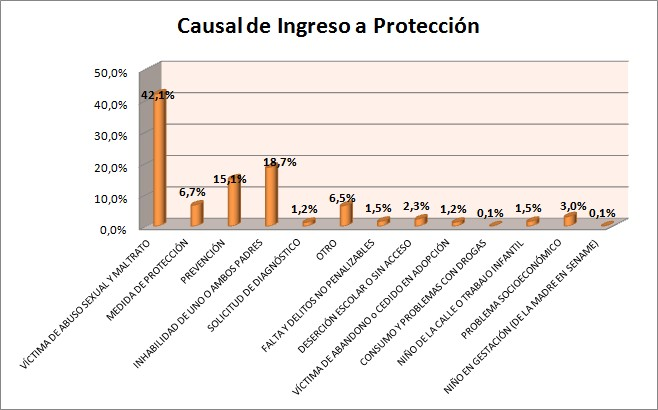 Causal de Ingreso a Protección
50,0%
40,0%
30,0%
20,0%
10,0%
0,0%
42,1%
6,7%
15,1%
18,7%
1,2%
6,5%
1,5%
2,3%
1,2%
0,1%
1,5%
3,0%
0,1%
VÍCTIMA DE ABUSO SEXUAL Y MALTRATO
MEDIDA DE PROTECCIÓN
PREVENCIÓN
INHABILIDAD DE UNO O AMBOS PADRES
SOLICITUD DE DIAGNÓSTICO
OTRO
FALTA Y DELITOS NO PENALIZABLES
DESERCIÓN ESCOLAR O SIN ACCESO
VÍCTIMA DE ABANDONO o CEDIDO EN ADOPCIÓN
CONSUMO Y PROBLEMAS CON DROGAS
NIÑO DE LA CALLE O TRABAJO INFANTIL
PROBLEMA SOCIOECONÓMICO
NIÑO EN GESTACIÓN (DE LA MADRE EN SENAME)